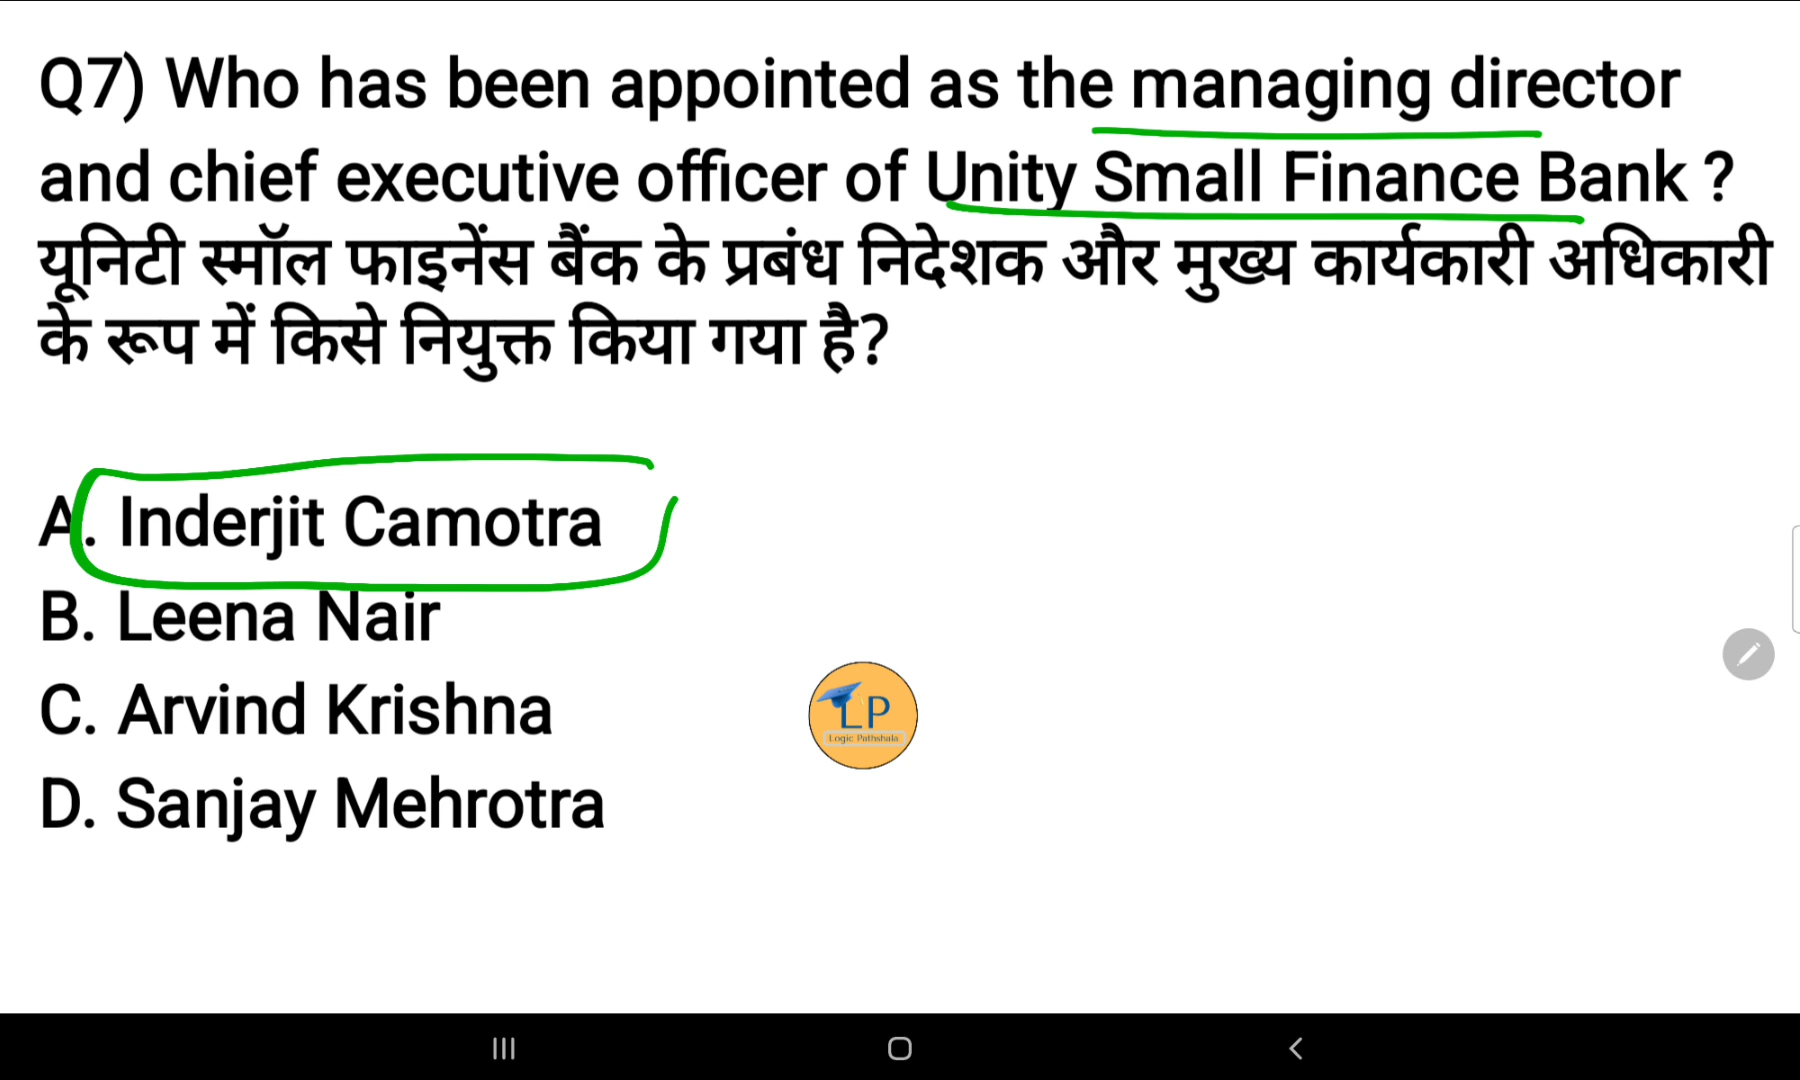 Q7) Who has been appointed as the managing director
and chief executive officer of Unity Small Finance Bank ?
यूनिटी स्मॉल फाइनेंस बैंक के प्रबंध निदेशक और मुख्य कार्यकारी अधिकारी
के रूप में किसे नियुक्त किया गया है?
A. Inderjit Camotra
B. Leena Nair
C. Arvind Krishna
D. Sanjay Mehrotra
LP
Logic Pathshala